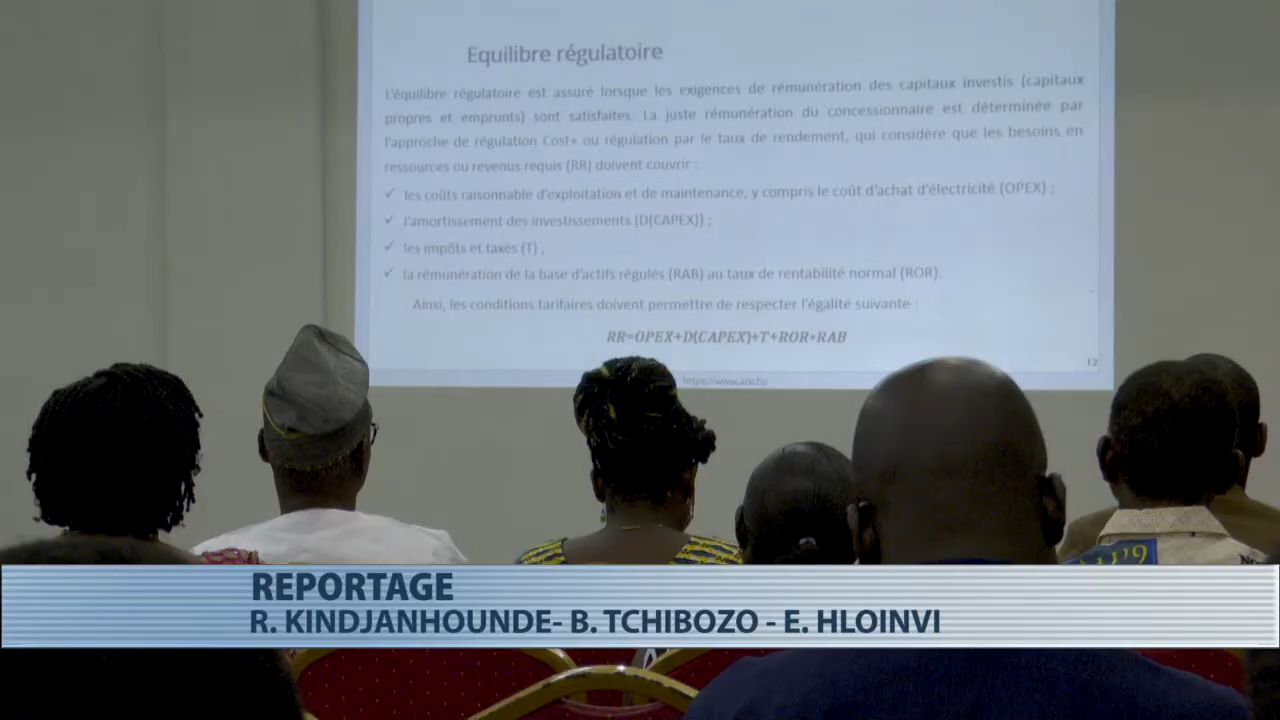 Equilibre régulatoire
L'équilibre régulatoire est assuré lorsque les exigences de rémunération des capitaux investis (capitaux
propres et emprunts) sont satisfaites. La juste rémunération du concessionnaire est déterminée par
l'approche de régulation Cost+ ou régulation par le taux de rendement, qui considère que les besoins en
ressources ou revenus requis (RR) doivent couvrir :
✓ les coûts raisonnable d'exploitation et de maintenance, y compris le coût d'achat d'électricité (OPEX) ;
✓ l'amortissement des investissements (D(CAPEX)) ;
✓ les impôts et taxes (T) ,
✓ la rémunération de la base d'actifs régulés (RAB) au taux de rentabilité normal (ROR).
Ainsi, les conditions tarifaires doivent permettre de respecter l'égalité suivante :
RR=OPEX+D(CAPEX)+T+ROR*RAB
12
REPORTAGE
R. KINDJANHOUNDE- B. TCHIBOZO - E. HLOINVI